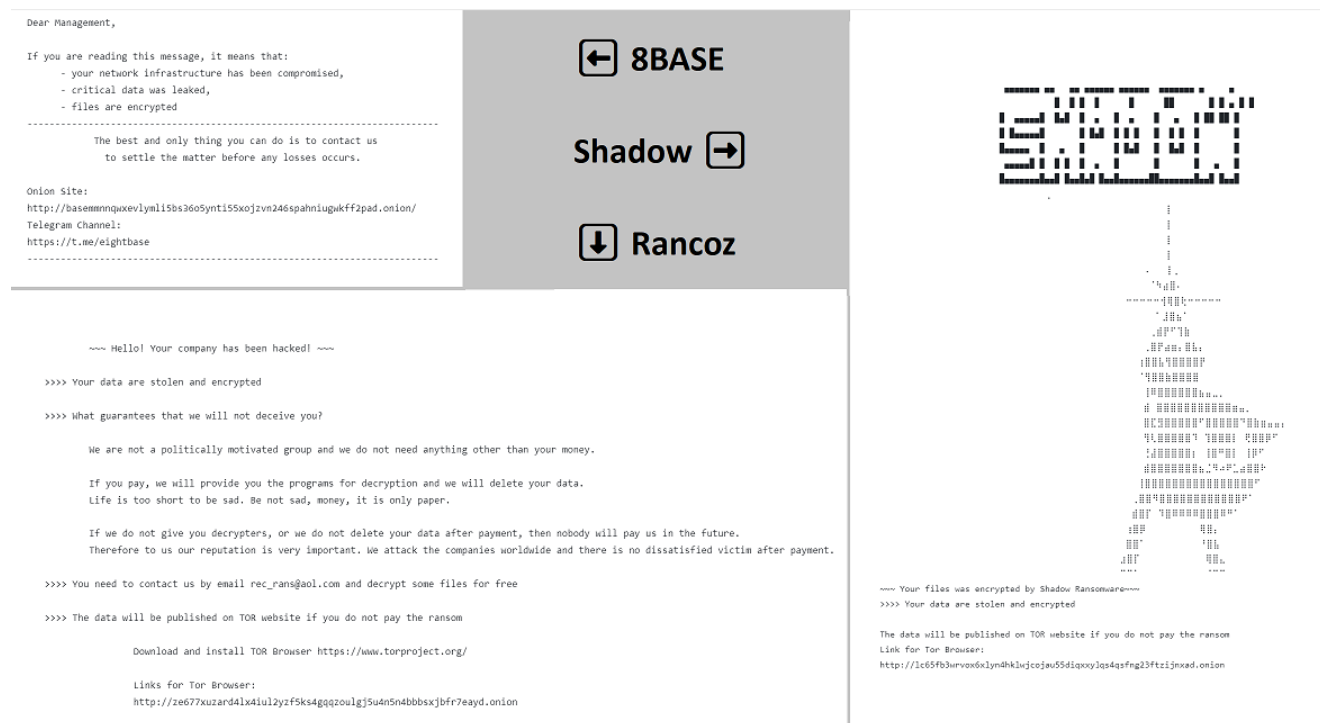 Dear Management,
If you are reading this message, it means that:
- your network infrastructure has been compromised,
- critical data was leaked,
- files are encrypted
----------------------------------------------------------------------
The best and only thing you can do is to contact us
to settle the matter before any losses occurs.
----------------------------------------------------------------------
Onion Site:
http://basemmnnqwxevlymli5bs36o5ynti55xojzvn246spahniugwkff2pad.onion/
Telegram Channel:
https://t.me/eightbase
8BASE
Shadow
Rancoz
~~~ Hello! Your company has been hacked! ~~~
>>>> Your data are stolen and encrypted
>>>> What guarantees that we will not deceive you?
We are not a politically motivated group and we do not need anything other than your money.
If you pay, we will provide you the programs for decryption and we will delete your data.
Life is too short to be sad. Be not sad, money, it is only paper.
If we do not give you decrypters, or we do not delete your data after payment, then nobody will pay us in the future.
Therefore to us our reputation is very important. We attack the companies worldwide and there is no dissatisfied victim after payment.
>>>> You need to contact us by email rec_rans@aol.com and decrypt some files for free
>>>> The data will be published on TOR website if you do not pay the ransom
Download and install TOR Browser https://www.torproject.org/
Links for Tor Browser:
http://ze677xuzard4lx4iul2yzf5ks4gqqzoulgj5u4n5n4bbbsxjbfr7eayd.onion
SHADOW
~~~ Your files was encrypted by Shadow Ransomware~~~
>>>> Your data are stolen and encrypted
The data will be published on TOR website if you do not pay the ransom
Link for Tor Browser:
http://lc65fb3wrvox6xlyn4hklwjcojau55diqxxylqs4qsfng23ftzijnxad.onion